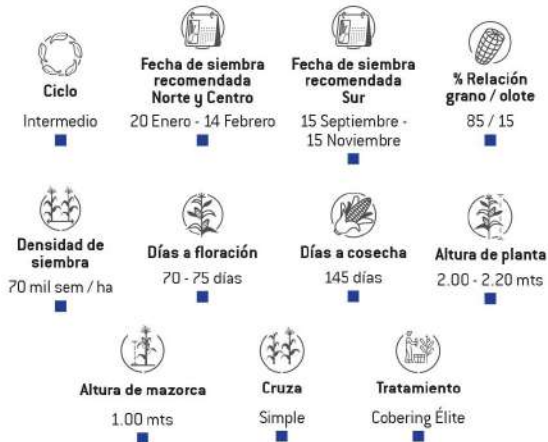 Ciclo
Intermedio
Fecha de siembra
recomendada
Norte y Centro
20 Enero - 14 Febrero
Fecha de siembra
recomendada
Sur
15 Septiembre -
15 Noviembre
% Relación
grano / olote
85 / 15
Densidad de
siembra
70 mil sem / ha
Días a floración
70 - 75 días
Días a cosecha
145 días
Altura de planta
2.00 - 2.20 mts
Altura de mazorca
1.00 mts
Cruza
Simple
Tratamiento
Cobering Élite